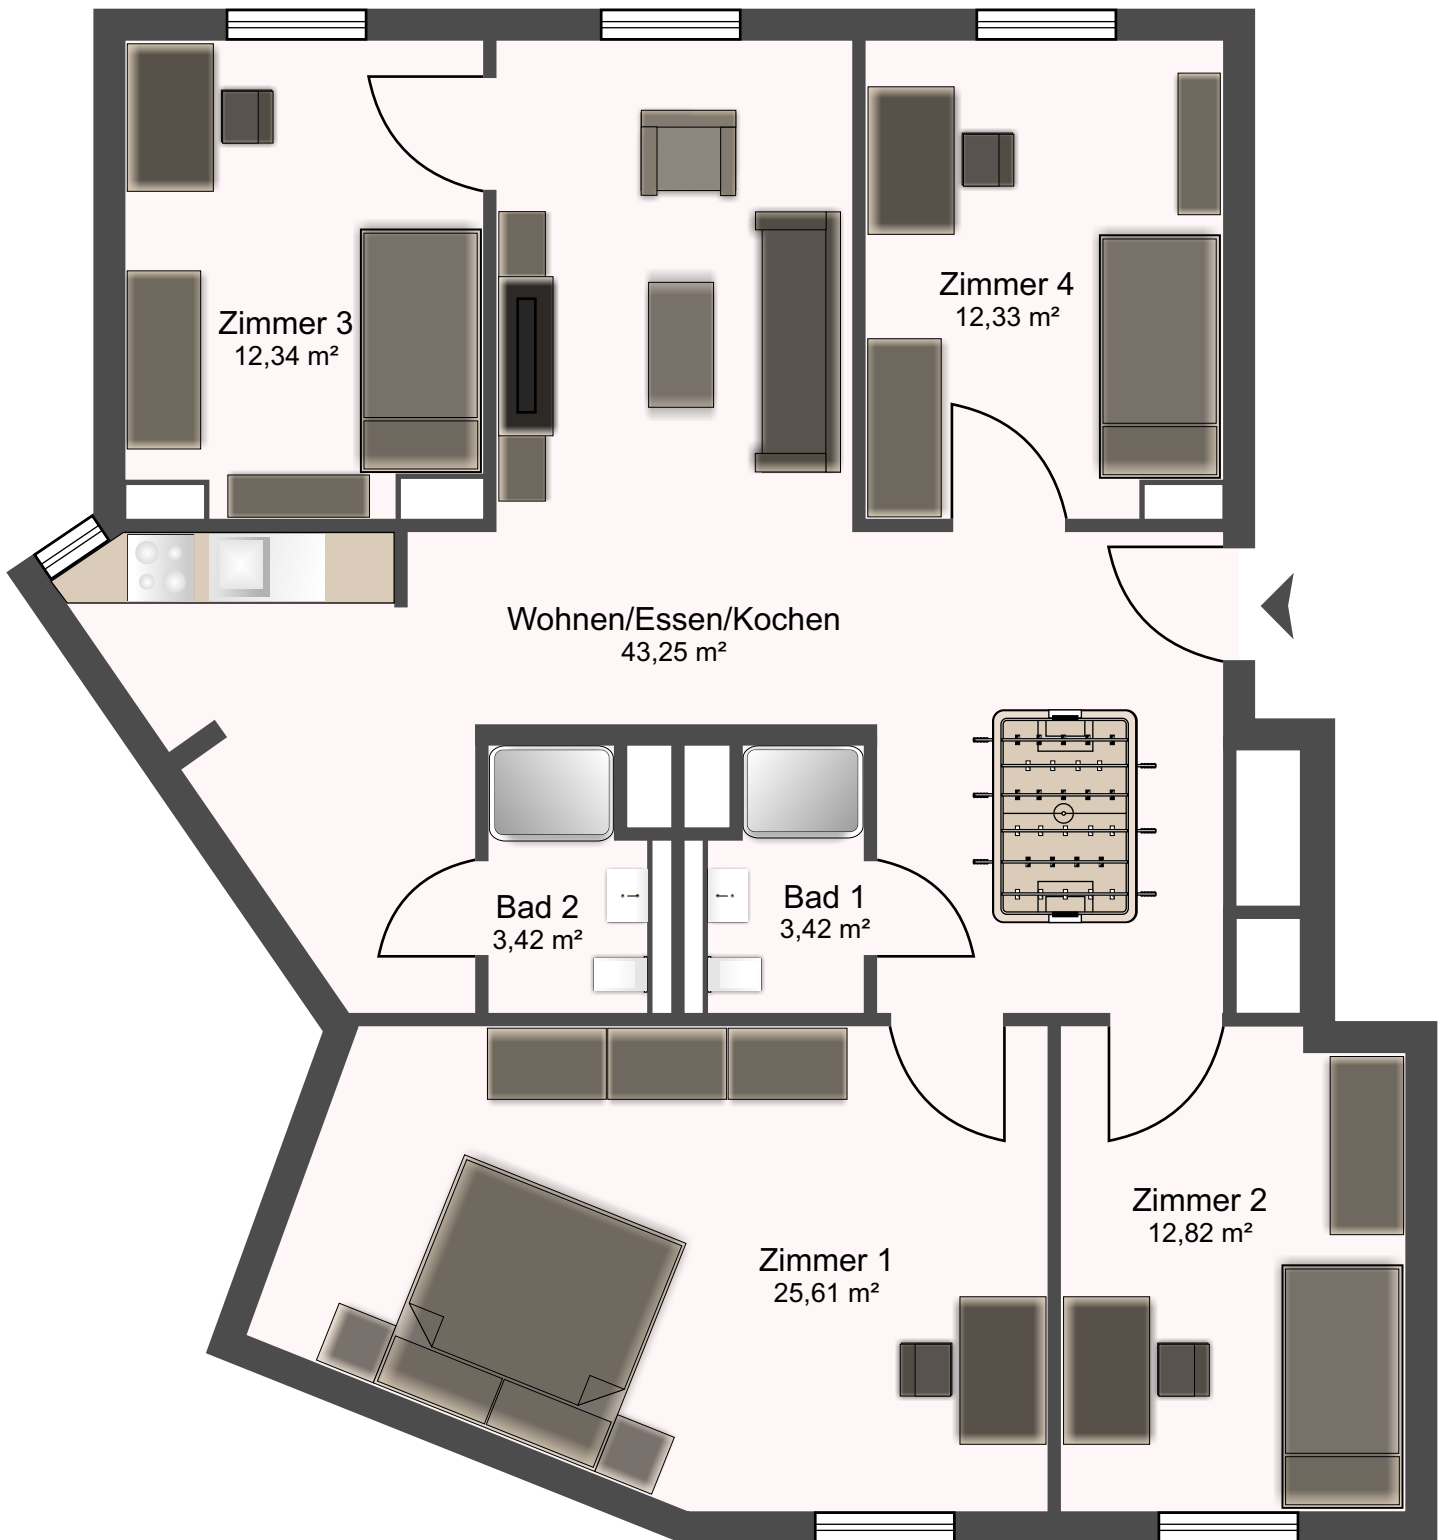 Zimmer 4
12,33 m²
Zimmer 3
12,34 m²
Wohnen/Essen/Kochen
43,25 m²
Bad 2
3,42 m²
Bad 1
3,42 m²
Zimmer 2
12,82 m²
Zimmer 1
25,61 m²